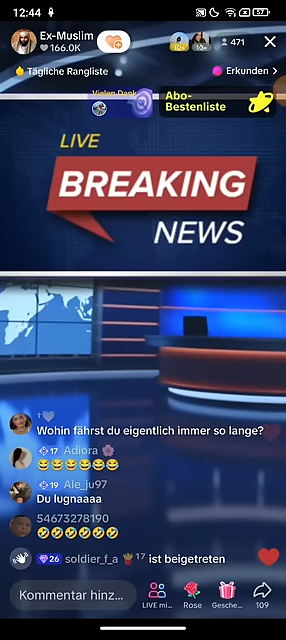 12:44
57
Ex-Muslim
166.0K
10+
10+
471
Tägliche Rangliste
Erkunden >
Vielen Dank
Abo-
Bestenliste
LIVE
BREAKING
NEWS
Wohin fährst du eigentlich immer so lange?
17 Adiora 🌸
😂😂😂😂😂😂
19 Ale_ju97
Du lugnaaaa
54673278190
🤣🤣🤣🤣🤣🤣
26 soldier_f_a 17 ist beigetreten
Kommentar hinz...
LIVE mi...
Rose
Gesche...
109